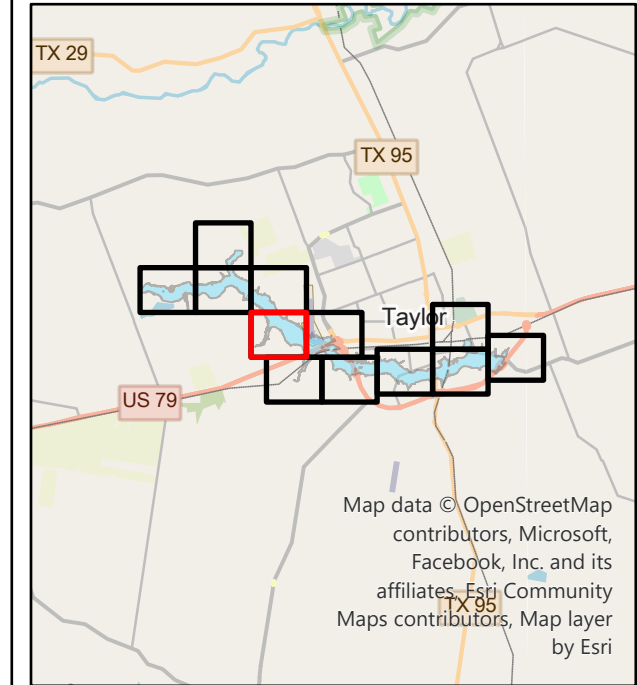 TX 29
TX 95
Taylor
US 79
Map data © OpenStreetMap
contributors, Microsoft,
Facebook, Inc. and its
affiliates, Esri Community
Maps contributors, Map layer
by Esri
TX 95